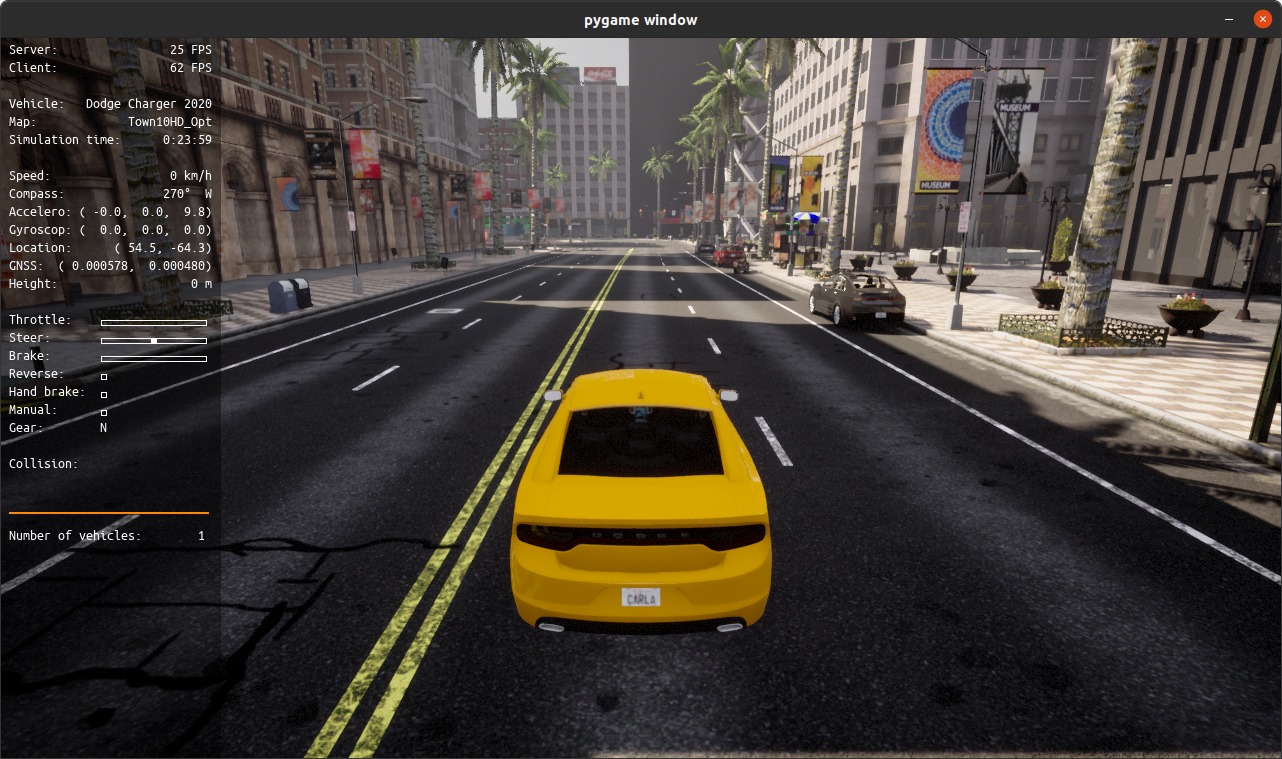 pygame window
Server: 25 FPS
Client: 62 FPS
Vehicle: Dodge Charger 2020
Map: Town10HD_Opt
Simulation time: 0:23:59
Speed: 0 km/h
Compass: 270° W
Accelero: ( -0.0, 0.0, 9.8)
Gyroscop: ( 0.0, 0.0, 0.0)
Location: ( 54.5, -64.3)
GNSS: ( 0.000578, 0.000480)
Height: 0 m
Throttle:
Steer:
Brake:
Reverse:
Hand brake:
Manual:
Gear: N
Collision:
Number of vehicles: 1
MUSEUM
MUSEUM
DODGE
CARLA